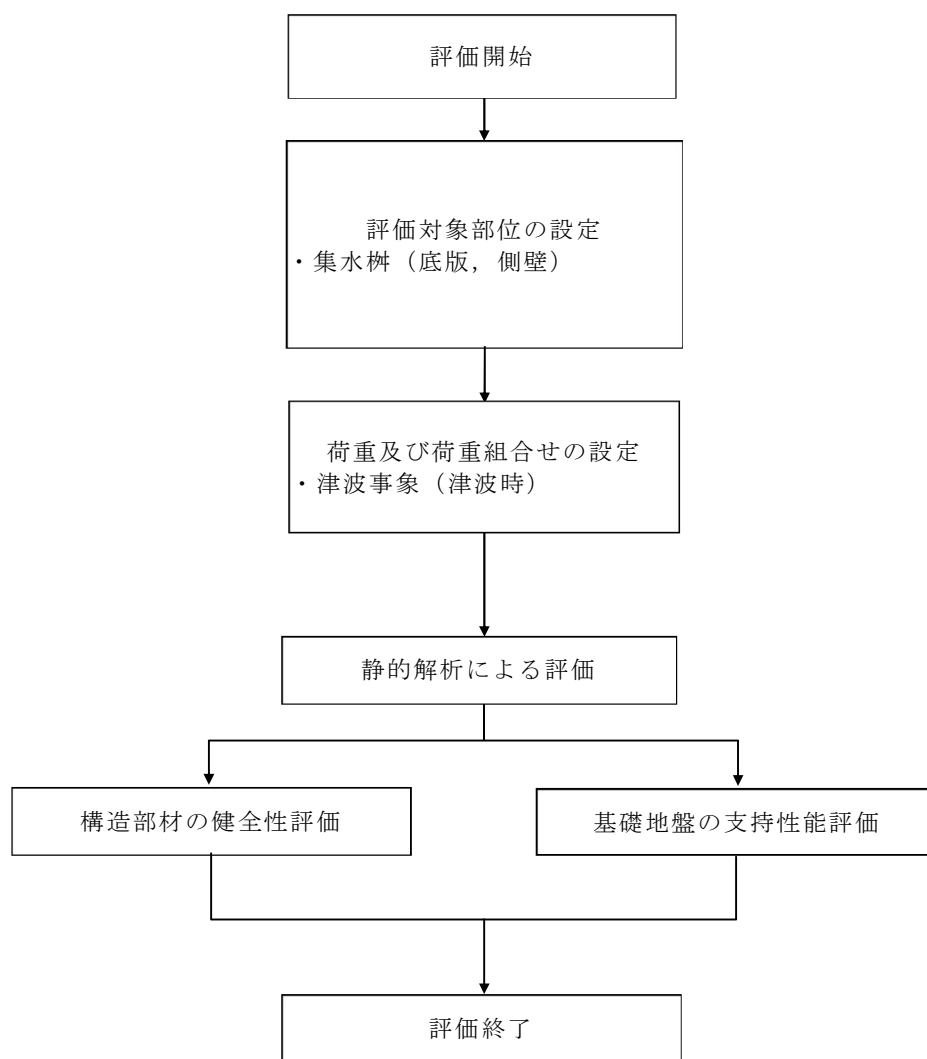 評価開始
評価対象部位の設定
・集水桝（底版，側壁）
荷重及び荷重組合せの設定
・津波事象（津波時）
静的解析による評価
構造部材の健全性評価
基礎地盤の支持性能評価
評価終了